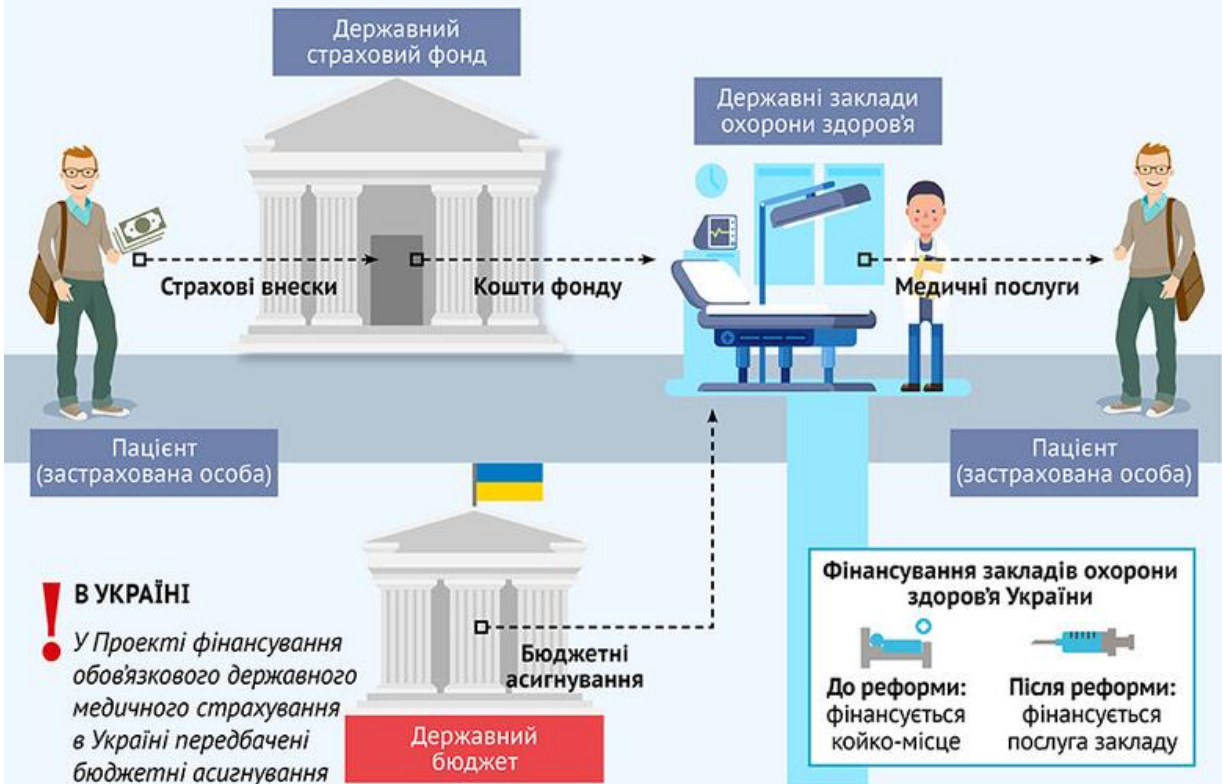 Державний
страховий фонд
Державні заклади
охорони здоров'я
Страхові внески
Кошти фонду
Медичні послуги
Пацієнт
(застрахована особа)
Пацієнт
(застрахована особа)
В УКРАЇНІ
У Проекті фінансування
обов'язкового державного
медичного страхування
в Україні передбачені
бюджетні асигнування
Бюджетні
асигнування
Державний
бюджет
Фінансування закладів охорони
здоров'я України
До реформи:
фінансується
койко-місце
Після реформи:
фінансується
послуга закладу